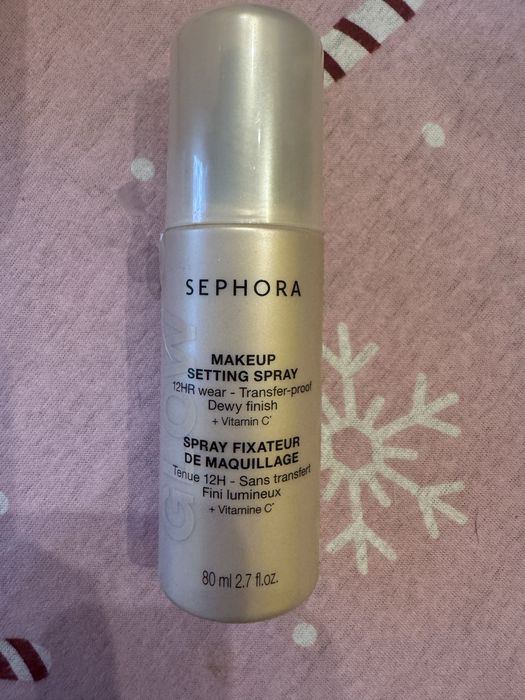 SEPHORA
GLOW
MAKEUP
SETTING SPRAY
12HR wear - Transfer-proof
Dewy finish
+ Vitamin C*
SPRAY FIXATEUR
DE MAQUILLAGE
Tenue 12H - Sans transfert
Fini lumineux
+ Vitamine C*
80 ml 2.7 fl.oz.